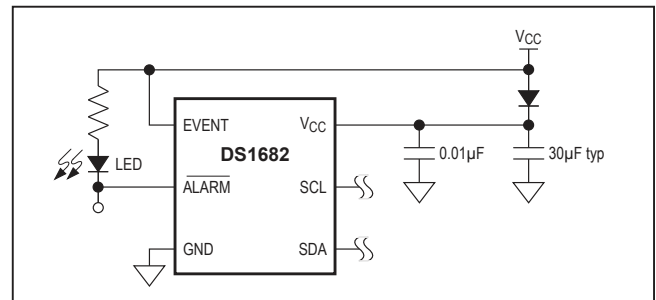 VCC
EVENT
VCC
DS1682
0.01µF
30µF typ
LED
ALARM
SCL
GND
SDA